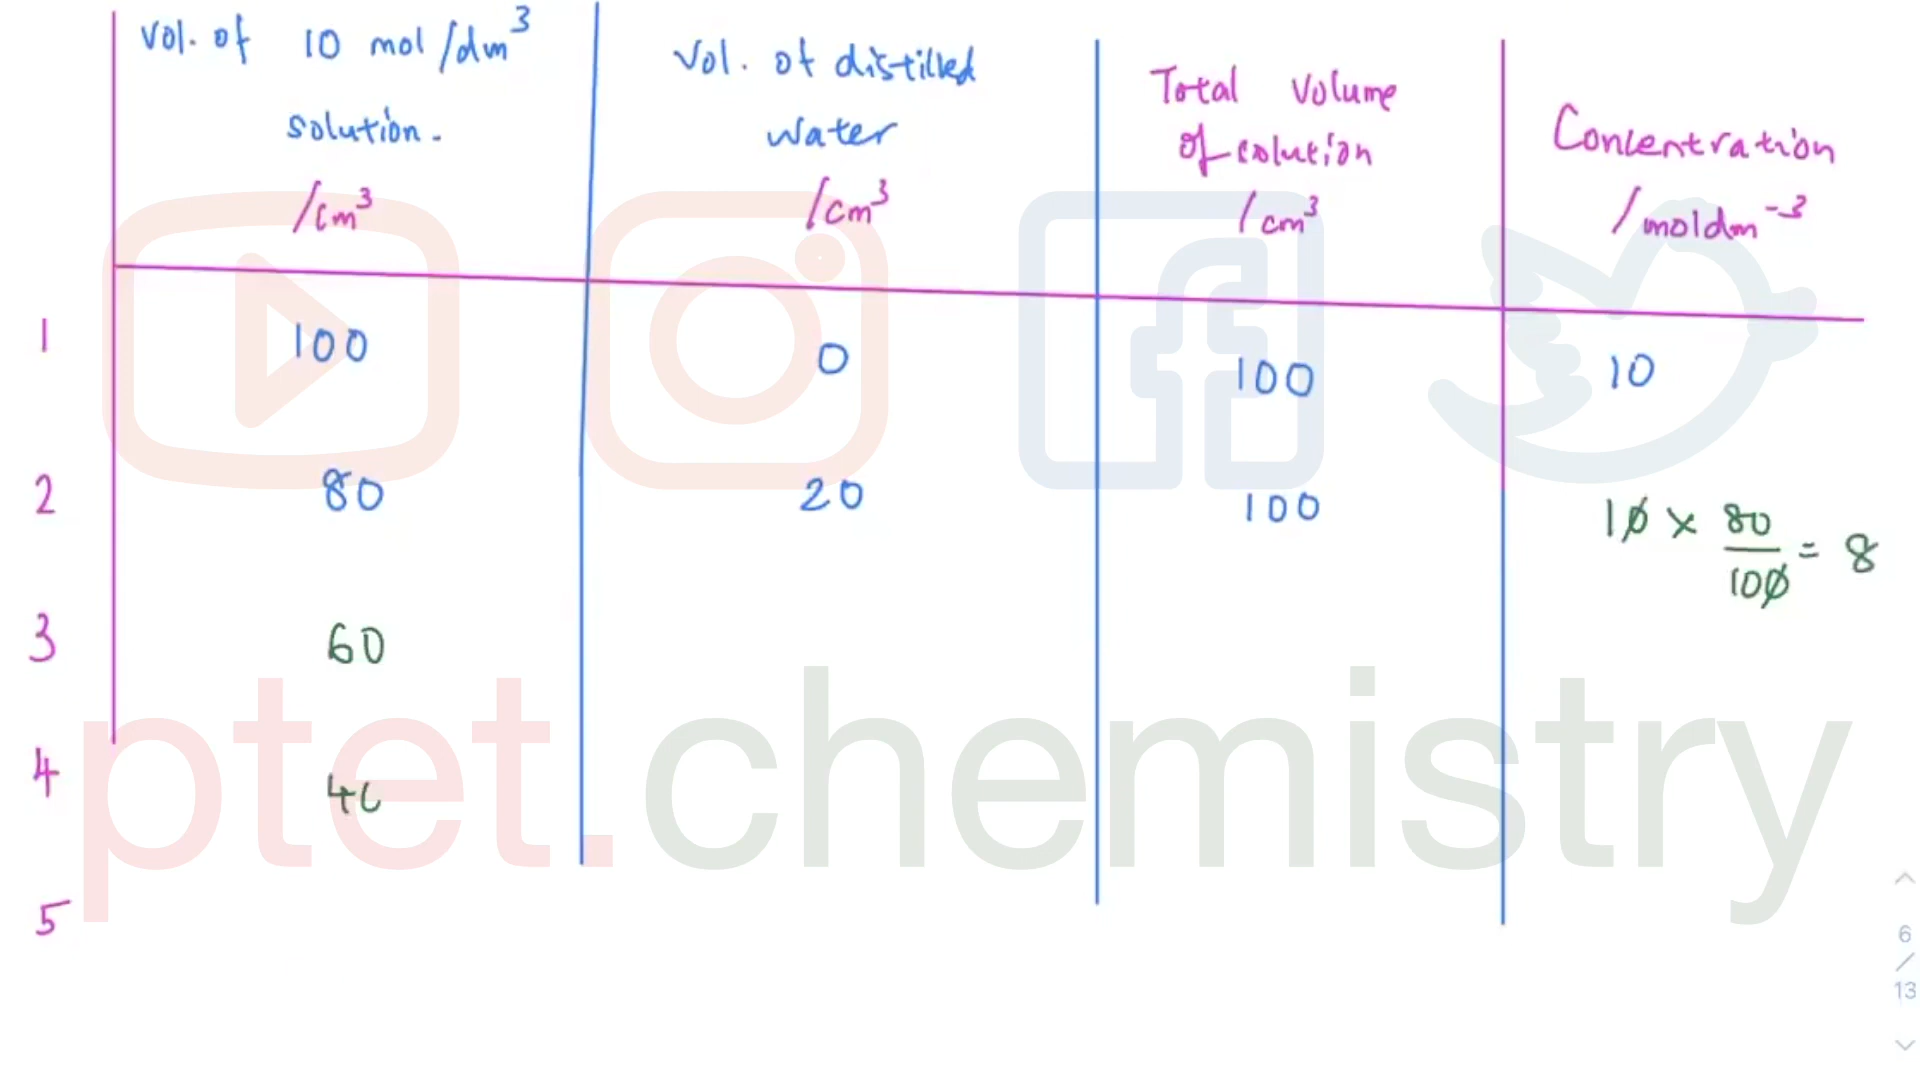 Vol. of 10 mol/dm³
solution.
/cm³
Vol. of distilled
water
/cm³
Total Volume
of solution
/cm³
Concentration
/moldm⁻³
1 100 0 100 10
2 80 20 100 10 × 80/100 = 8
3 60
4 40
5
ptet.chemistry
6
/
13